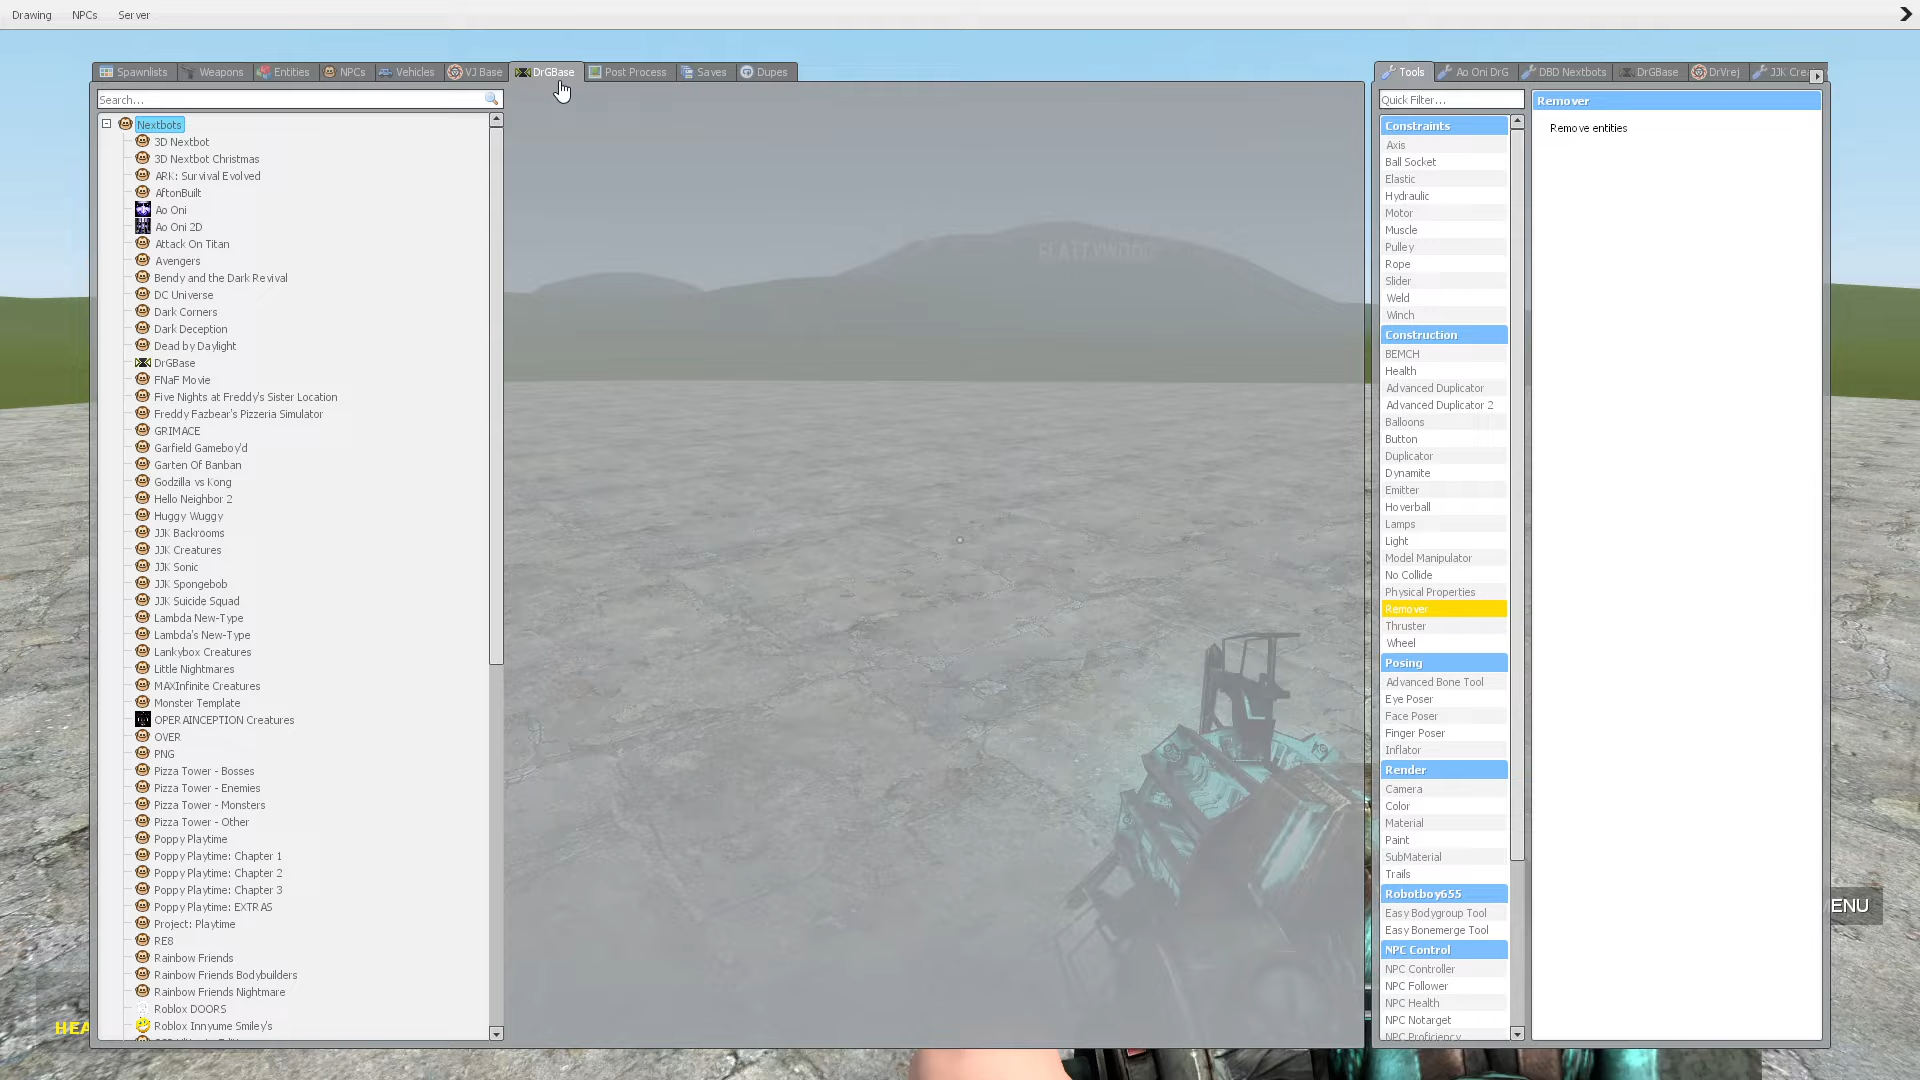 Drawing NPCs Server
Spawnlists Weapons Entities NPCs Vehicles VJ Base DrGBase Post Process Saves Dupes
Search...
Nextbots
3D Nextbot
3D Nextbot Christmas
ARK: Survival Evolved
AftonBuilt
Ao Oni
Ao Oni 2D
Attack On Titan
Avengers
Bendy and the Dark Revival
DC Universe
Dark Corners
Dark Deception
Dead by Daylight
DrGBase
FNaF Movie
Five Nights at Freddy's Sister Location
Freddy Fazbear's Pizzeria Simulator
GRIMACE
Garfield Gameboy'd
Garten Of Banban
Godzilla vs Kong
Hello Neighbor 2
Huggy Wuggy
JJK Backrooms
JJK Creatures
JJK Sonic
JJK Spongebob
JJK Suicide Squad
Lambda New-Type
Lambda's New-Type
Lankybox Creatures
Little Nightmares
MAXInfinite Creatures
Monster Template
OPERAINCEPTION Creatures
OVER
PNG
Pizza Tower - Bosses
Pizza Tower - Enemies
Pizza Tower - Monsters
Pizza Tower - Other
Poppy Playtime
Poppy Playtime: Chapter 1
Poppy Playtime: Chapter 2
Poppy Playtime: Chapter 3
Poppy Playtime: EXTRAS
Project: Playtime
RE8
Rainbow Friends
Rainbow Friends Bodybuilders
Rainbow Friends Nightmare
Roblox DOORS
Roblox Innyume Smiley's
HEA
FLATYWOOD
Tools Ao Oni DrG DBD Nextbots DrGBase DrVrej JJK Crea
Quick Filter...
Constraints
Axis
Ball Socket
Elastic
Hydraulic
Motor
Muscle
Pulley
Rope
Slider
Weld
Winch
Construction
BEMCH
Health
Advanced Duplicator
Advanced Duplicator 2
Balloons
Button
Duplicator
Dynamite
Emitter
Hoverball
Lamps
Light
Model Manipulator
No Collide
Physical Properties
Remover
Thruster
Wheel
Posing
Advanced Bone Tool
Eye Poser
Face Poser
Finger Poser
Inflator
Render
Camera
Color
Material
Paint
SubMaterial
Trails
Robotboy655
Easy Bodygroup Tool
Easy Bonemerge Tool
NPC Control
NPC Controller
NPC Follower
NPC Health
NPC Notarget
NPC Proficiency
Remover
Remove entities
ENU